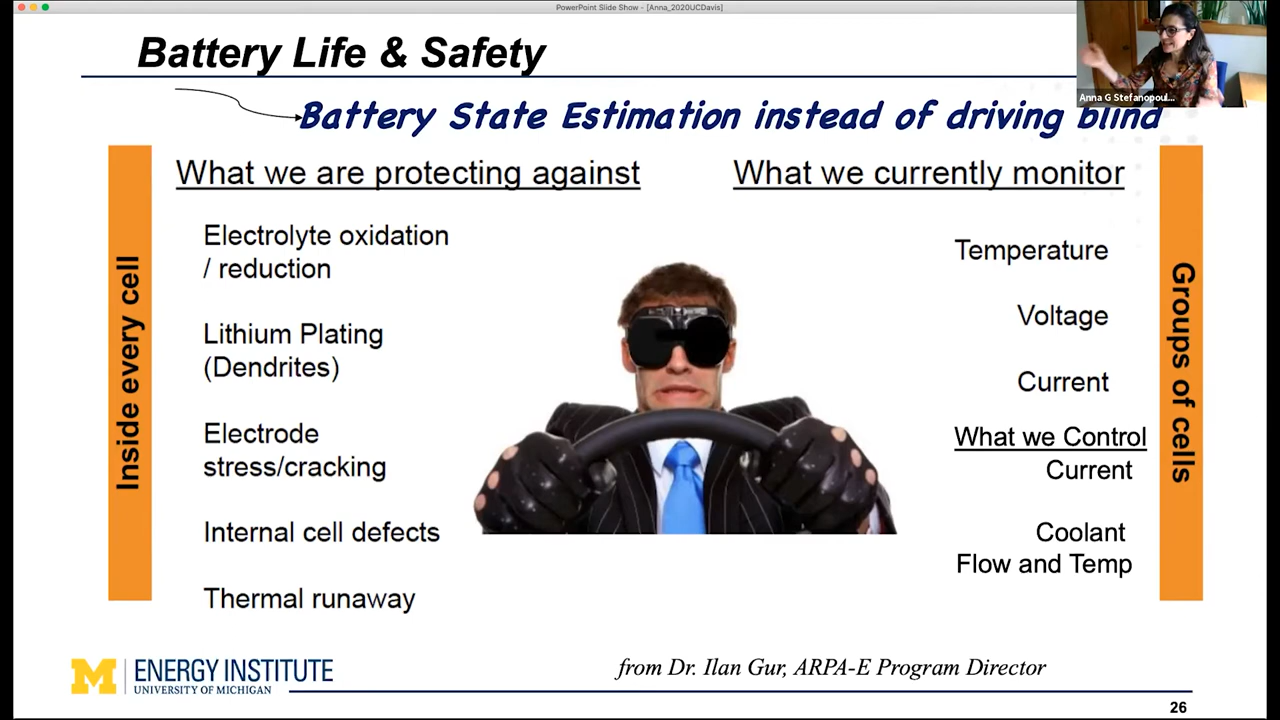 PowerPoint Slide Show - [Anna_2020UCDavis]
Battery Life & Safety
Anna G Stefanopoul...
Battery State Estimation instead of driving blind
What we are protecting against
What we currently monitor
Inside every cell
Electrolyte oxidation
/ reduction
Lithium Plating
(Dendrites)
Electrode
stress/cracking
Internal cell defects
Thermal runaway
Temperature
Voltage
Current
What we Control
Current
Coolant
Flow and Temp
Groups of cells
M ENERGY INSTITUTE
UNIVERSITY OF MICHIGAN
from Dr. Ilan Gur, ARPA-E Program Director
26